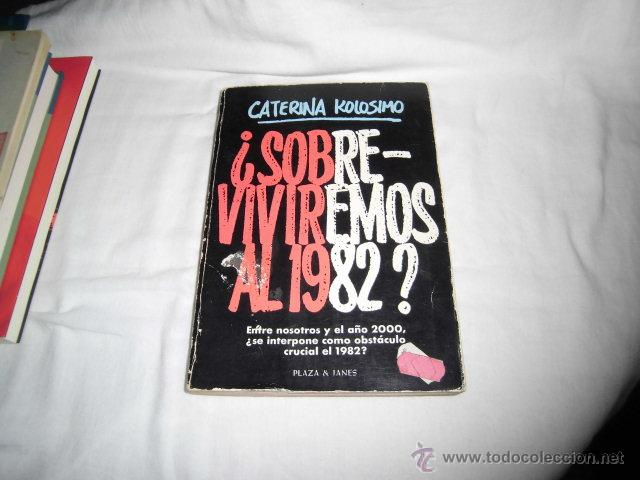 CATERINA KOLOSIMO
¿SOBRE-
VIVIREMOS
AL 1982?
Entre nosotros y el año 2000,
¿se interpone como obstáculo
crucial el 1982?
PLAZA & JANES
todocoleccion
www.todocoleccion.net